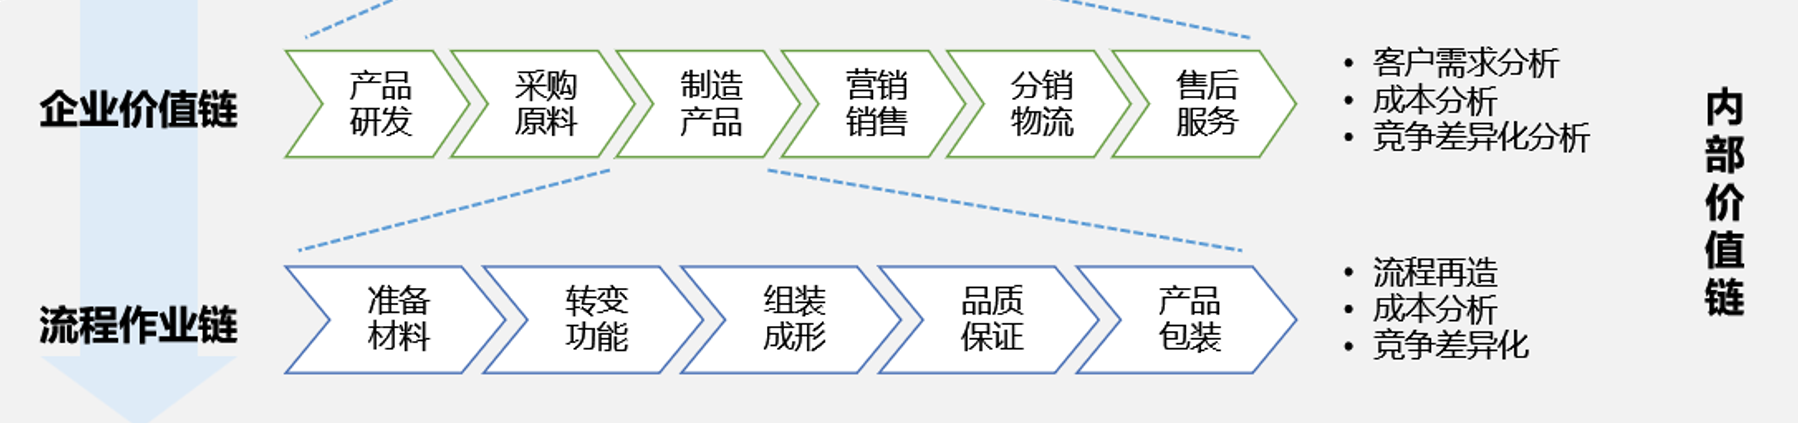 企业价值链
产品
研发
采购
原料
制造
产品
营销
销售
分销
物流
售后
服务
• 客户需求分析
• 成本分析
• 竞争差异化分析
流程作业链
准备
材料
转变
功能
组装
成形
品质
保证
产品
包装
• 流程再造
• 成本分析
• 竞争差异化
内
部
价
值
链